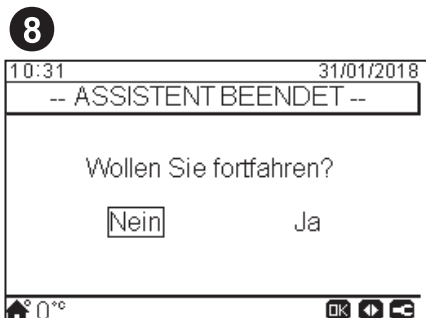 8
10:31 31/01/2018
-- ASSISTENT BEENDET --
Wollen Sie fortfahren?
Nein Ja
0°c OK